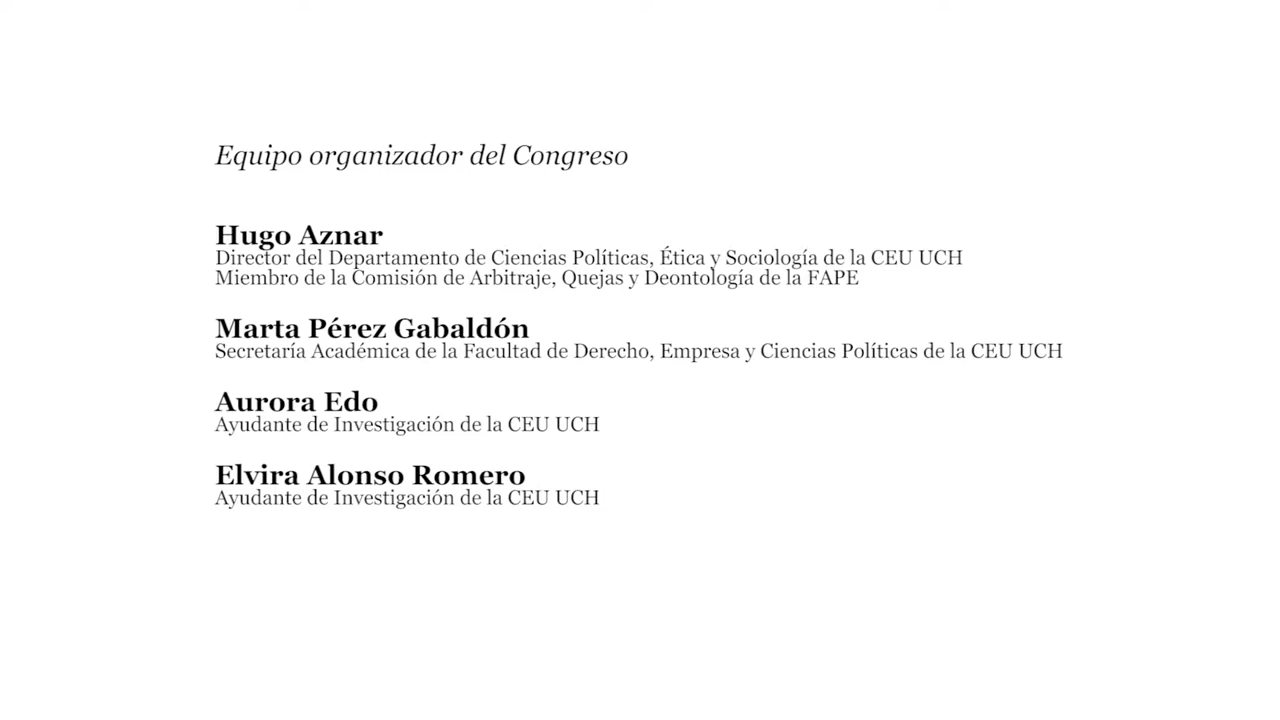 Equipo organizador del Congreso
Hugo Aznar
Director del Departamento de Ciencias Políticas, Ética y Sociología de la CEU UCH
Miembro de la Comisión de Arbitraje, Quejas y Deontología de la FAPE
Marta Pérez Gabaldón
Secretaría Académica de la Facultad de Derecho, Empresa y Ciencias Políticas de la CEU UCH
Aurora Edo
Ayudante de Investigación de la CEU UCH
Elvira Alonso Romero
Ayudante de Investigación de la CEU UCH